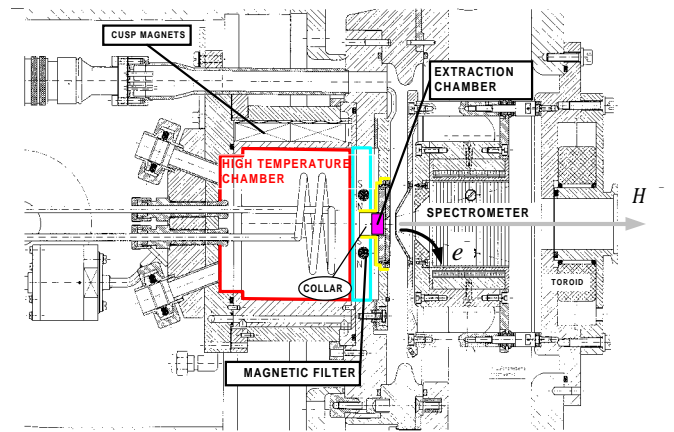 CUSP MAGNETS
EXTRACTION
CHAMBER
HIGH TEMPERATURE
CHAMBER
S
N
H⁻
SPECTROMETER
e⁻
S
N
COLLAR
TOROID
MAGNETIC FILTER